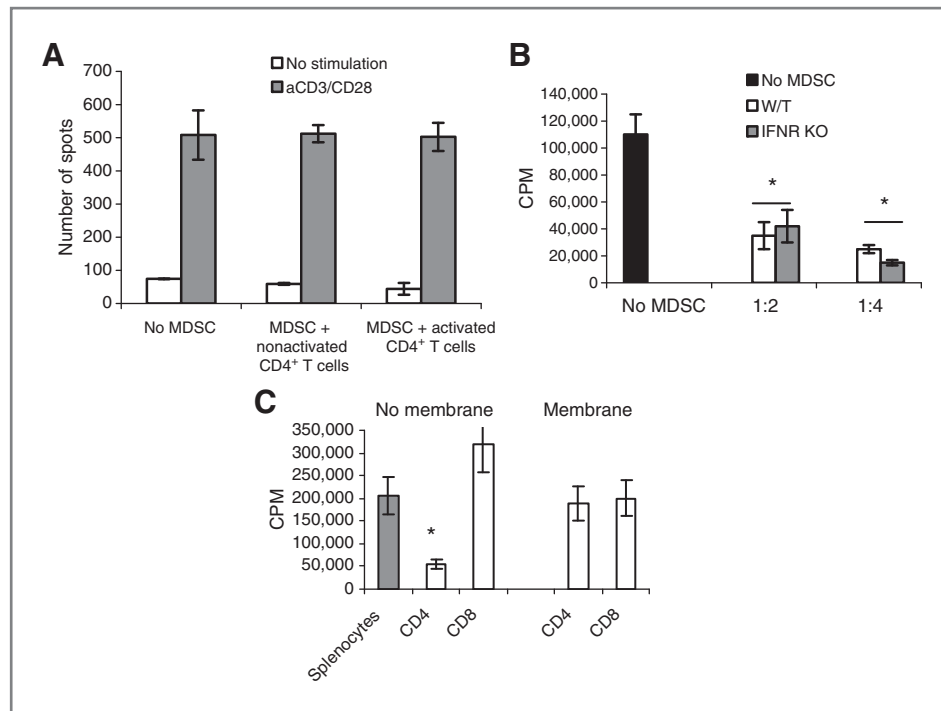 A
No stimulation
aCD3/CD28
Number of spots
700
600
500
400
300
200
100
0
No MDSC
MDSC +
nonactivated
CD4+ T cells
MDSC + activated
CD4+ T cells
B
No MDSC
W/T
IFNR KO
CPM
140,000
120,000
100,000
80,000
60,000
40,000
20,000
0
*
*
No MDSC
1:2
1:4
C
No membrane
Membrane
CPM
350,000
300,000
250,000
200,000
150,000
100,000
50,000
0
*
Splenocytes
CD4
CD8
CD4
CD8